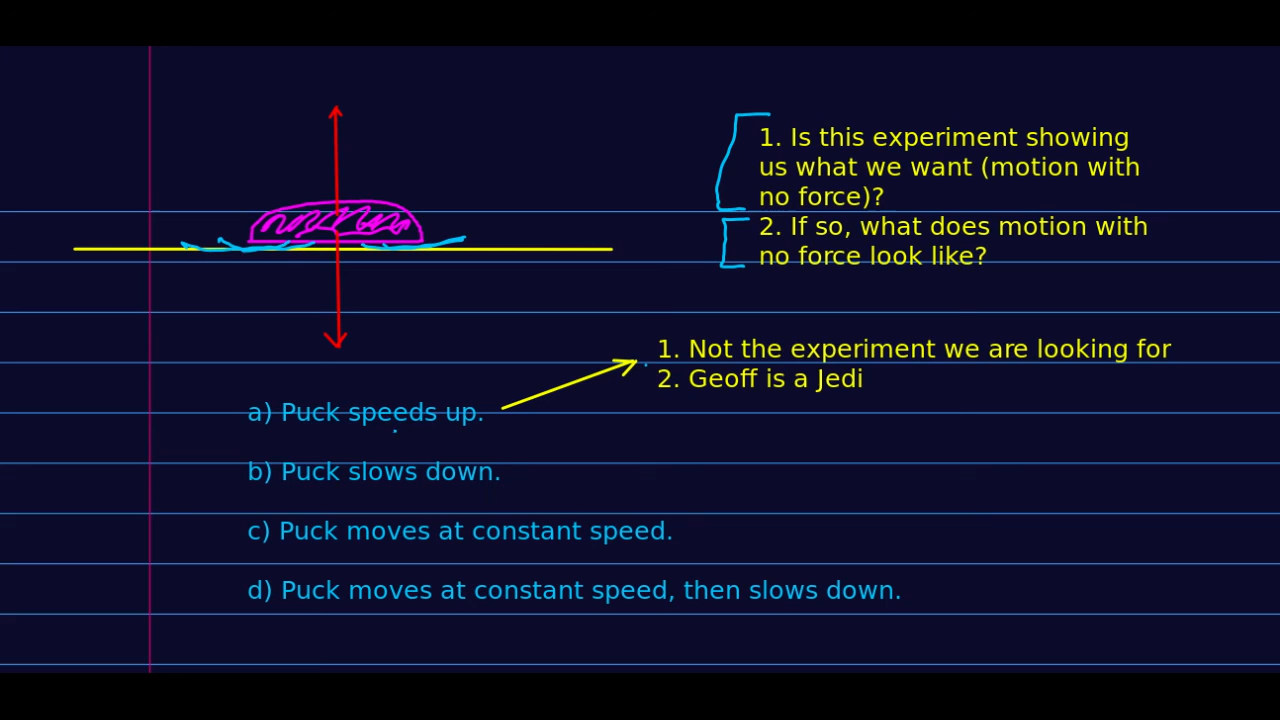 1. Is this experiment showing
us what we want (motion with
no force)?
2. If so, what does motion with
no force look like?
1. Not the experiment we are looking for
2. Geoff is a Jedi
a) Puck speeds up.
b) Puck slows down.
c) Puck moves at constant speed.
d) Puck moves at constant speed, then slows down.